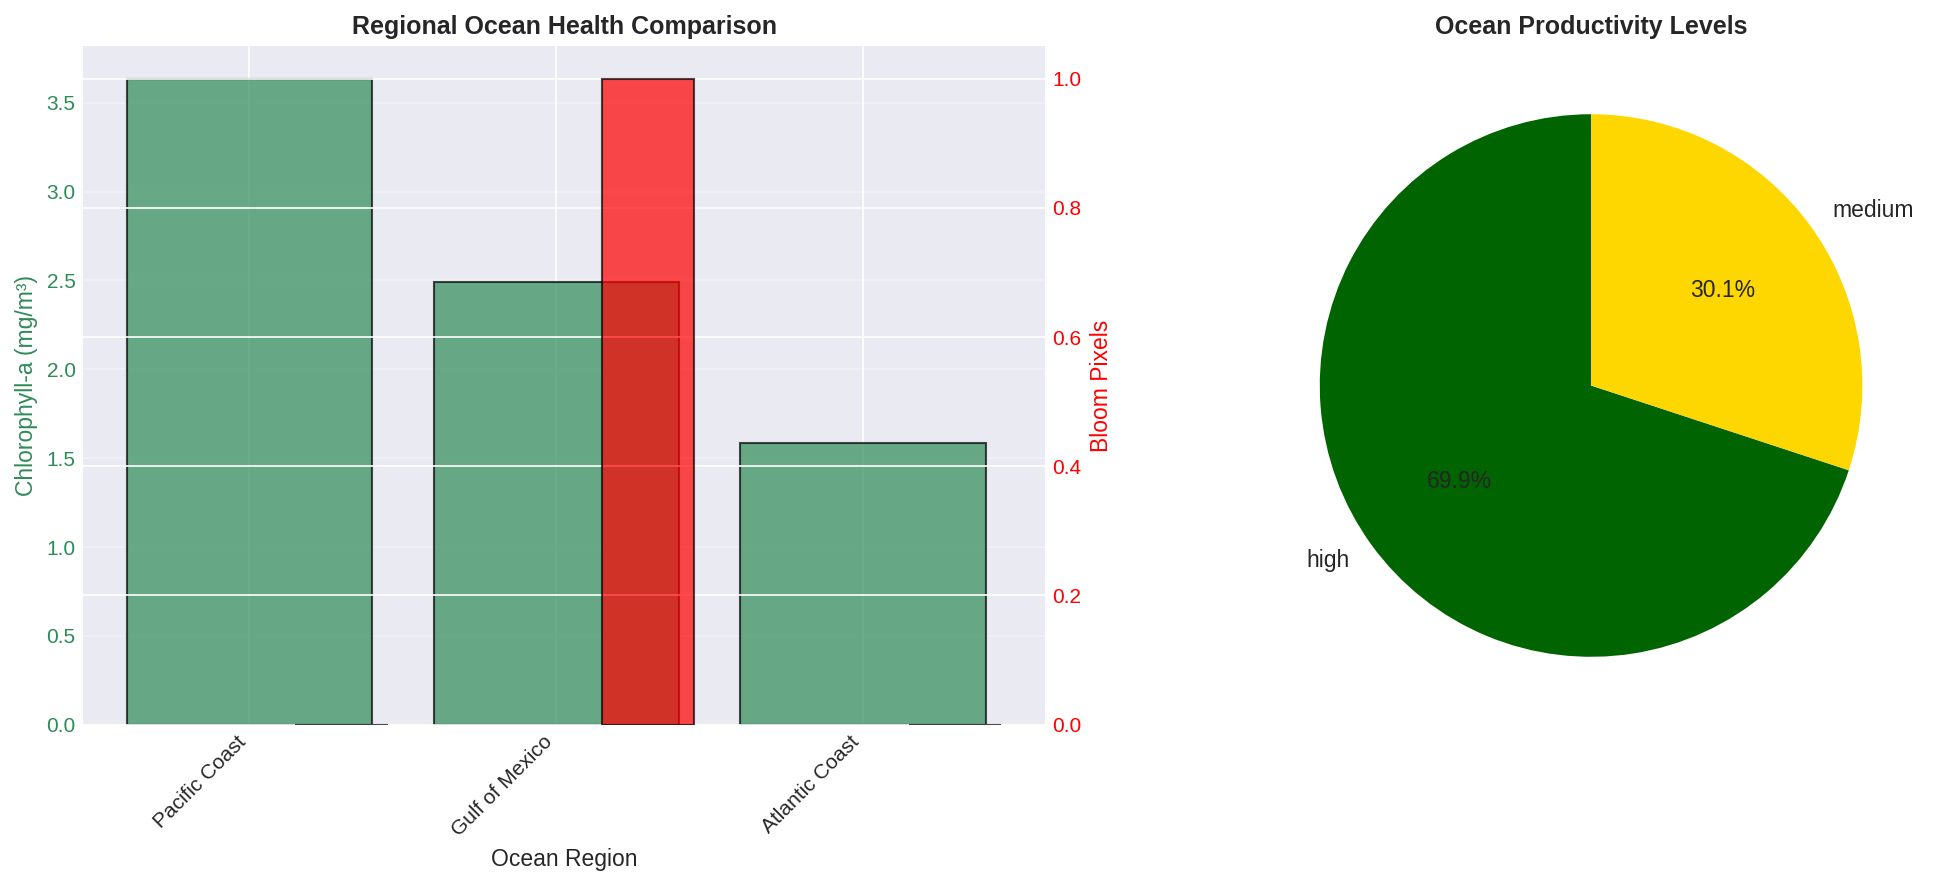 Regional Ocean Health Comparison
Chlorophyll-a (mg/m³)
3.5
3.0
2.5
2.0
1.5
1.0
0.5
0.0
1.0
0.8
0.6
0.4
0.2
0.0
Bloom Pixels
Pacific Coast
Gulf of Mexico
Atlantic Coast
Ocean Region
Ocean Productivity Levels
medium
30.1%
69.9%
high